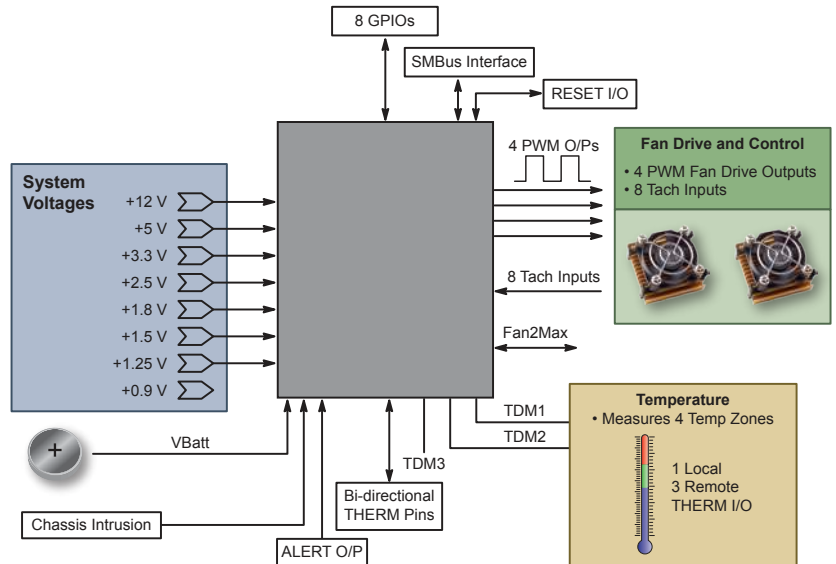 8 GPIOs
SMBus Interface
RESET I/O
4 PWM O/Ps
Fan Drive and Control
• 4 PWM Fan Drive Outputs
• 8 Tach Inputs
System
Voltages
+12 V
+5 V
+3.3 V
+2.5 V
+1.8 V
+1.5 V
+1.25 V
+0.9 V
8 Tach Inputs
Fan2Max
TDM1
TDM2
TDM3
Temperature
• Measures 4 Temp Zones
1 Local
3 Remote
THERM I/O
+
VBatt
Bi-directional
THERM Pins
Chassis Intrusion
ALERT O/P